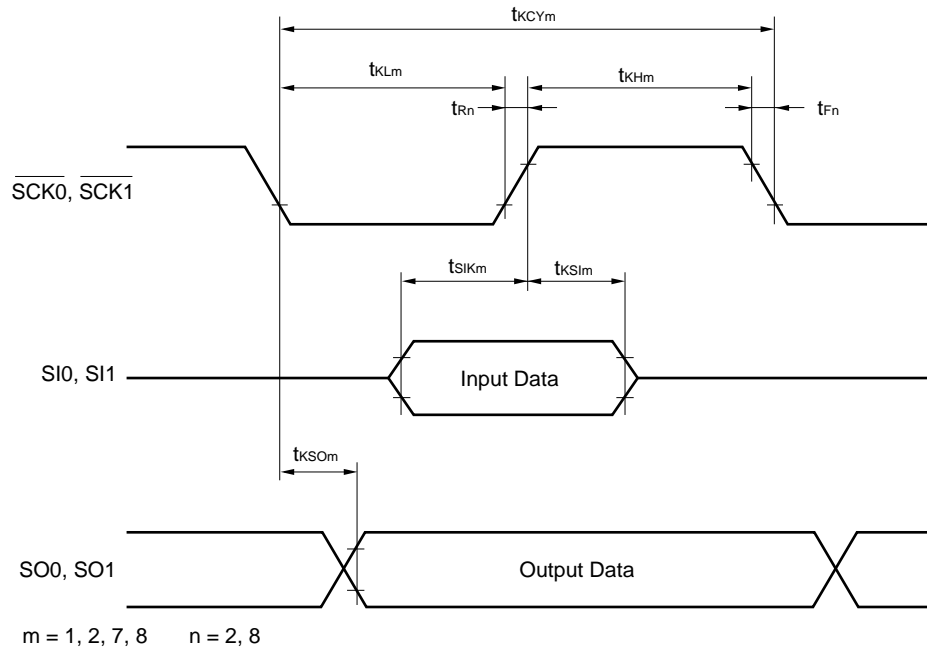 tKCYm
tKLm
tKHm
tRn
tFn
SCK0, SCK1
tSIKm
tKSIm
SI0, SI1
Input Data
tKSOm
SO0, SO1
Output Data
m = 1, 2, 7, 8 n = 2, 8